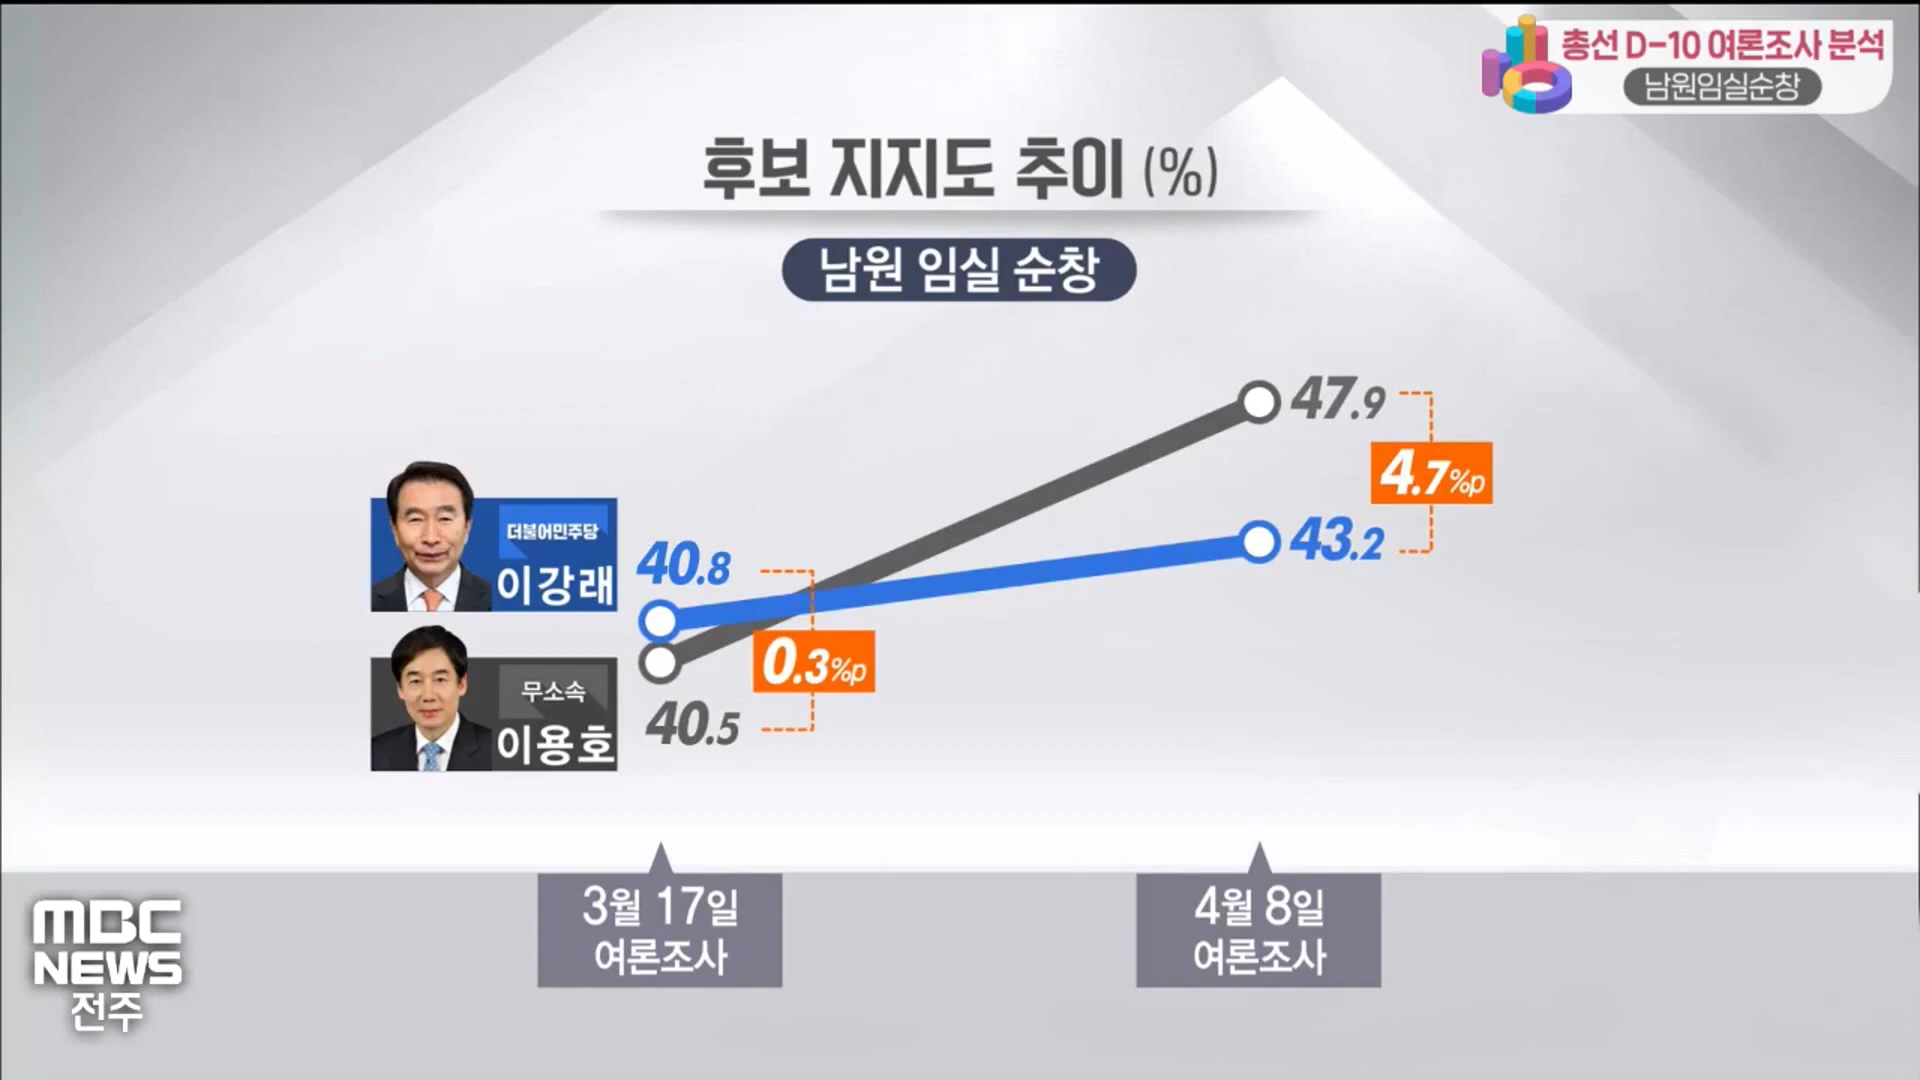 총선 D-10 여론조사 분석
남원임실순창
후보 지지도 추이 (%)
남원 임실 순창
47.9
4.7%p
43.2
더불어민주당
이강래
40.8
0.3%p
무소속
이용호
40.5
3월 17일
여론조사
4월 8일
여론조사
MBC
NEWS
전주